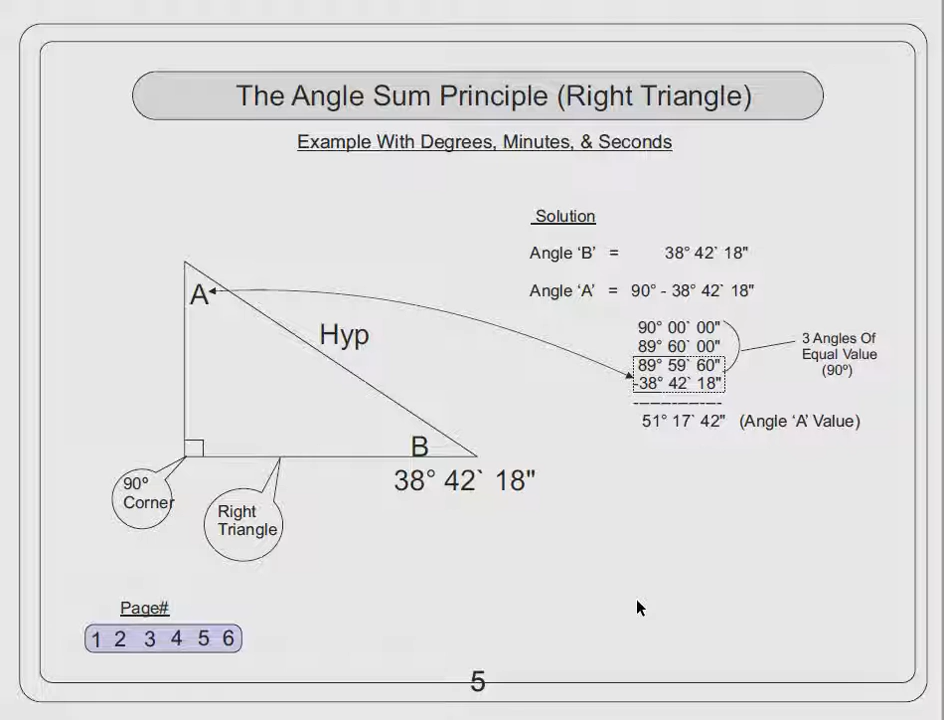 The Angle Sum Principle (Right Triangle)
Example With Degrees, Minutes, & Seconds
Solution
Angle ‘B’ = 38° 42` 18"
Angle ‘A’ = 90° - 38° 42` 18"
90° 00` 00"
89° 60` 00"
89° 59` 60"
-38° 42` 18"
---------------
51° 17` 42" (Angle ‘A’ Value)
3 Angles Of
Equal Value
(90º)
A
Hyp
B
38° 42` 18"
90º
Corner
Right
Triangle
Page#
1 2 3 4 5 6
5